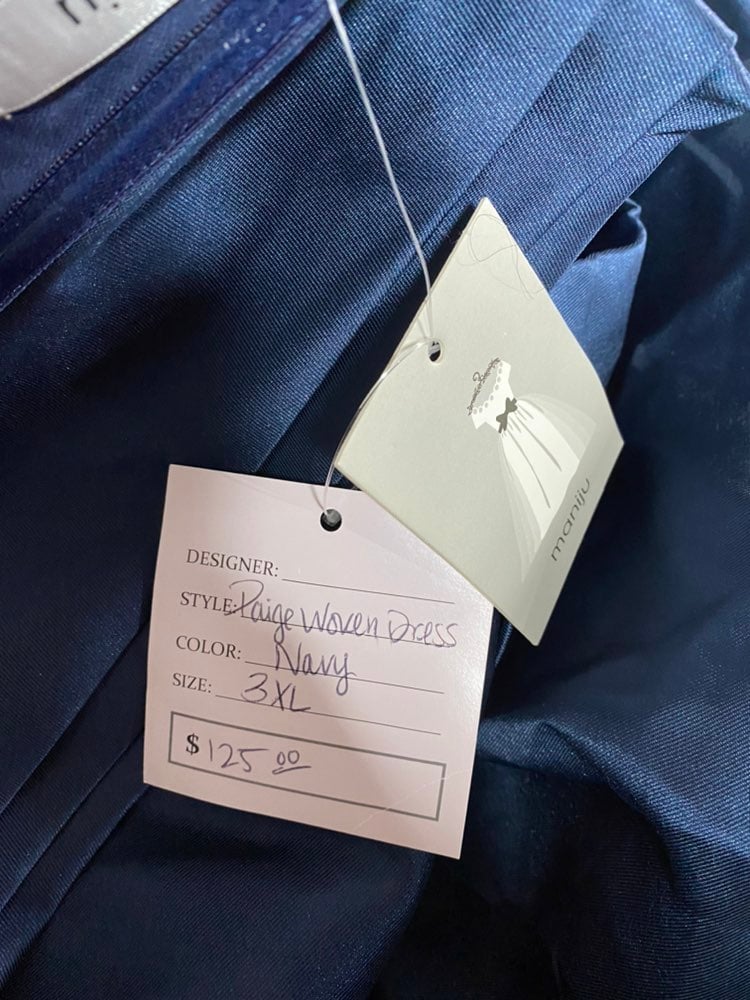 maniju
DESIGNER:
STYLE: Paige Woven Dress
COLOR: Navy
SIZE: 3XL
$125.00